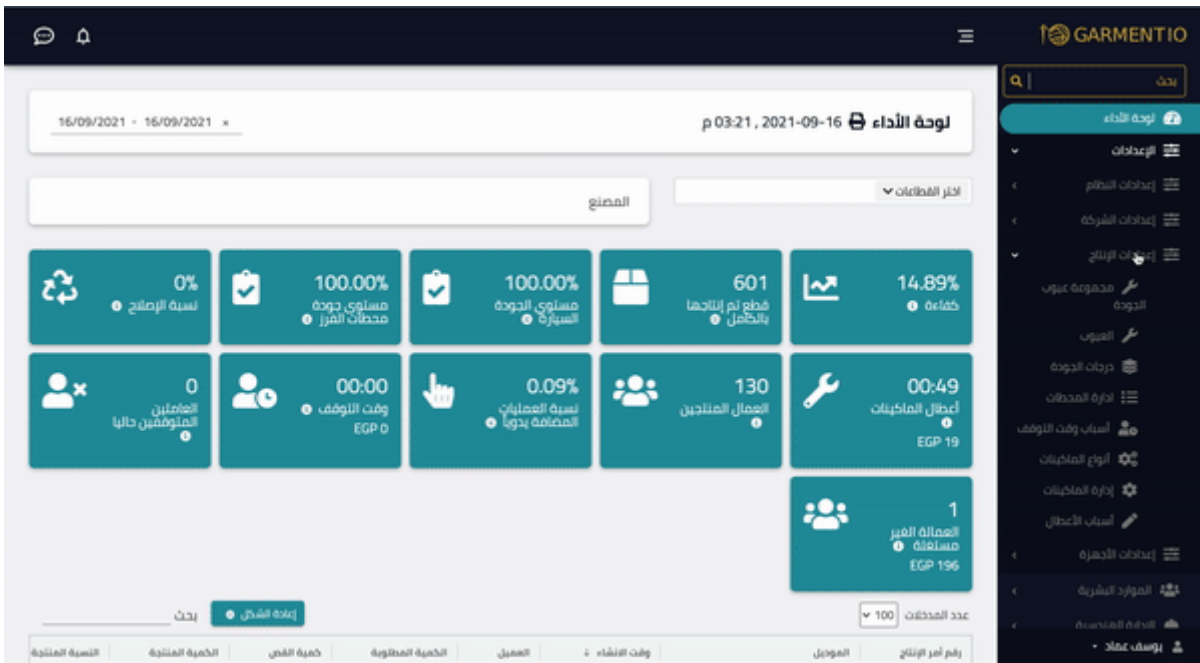 GARMENTIO
بحث
لوحة الأداء
الإعدادات
إعدادات النظام
إعدادات الشركة
إعدادات الإنتاج
مجموعة عيوب
الجودة
العيوب
درجات الجودة
ادارة المحطات
أسباب وقت التوقف
أنواع الماكينات
إدارة الماكينات
أسباب الأعطال
إعدادات الأجهزة
الموارد البشرية
يوسف عماد
لوحة الأداء 16-09-2021 , 03:21 م
16/09/2021 - 16/09/2021 ×
اختر القطاعات
المصنع
14.89%
كفاءة
601
قطع تم إنتاجها
بالكامل
100.00%
مستوي الجودة
السيارة
100.00%
مستوي جودة
محطات الفرز
0%
نسبة الإصلاح
00:49
أعطال الماكينات
EGP 19
130
العمال المنتجين
0.09%
نسبة العمليات
المضافة يدوياً
00:00
وقت التوقف
EGP 0
0
العاملين
المتوقفين حاليا
1
العمالة الغير
مستغلة
EGP 196
عدد المدخلات 100
إعادة الشكل
بحث
رقم أمر الإنتاج
الموديل
وقت الانشاء
العميل
الكمية المطلوبة
كمية القص
الكمية المنتجة
النسبة المنتجة